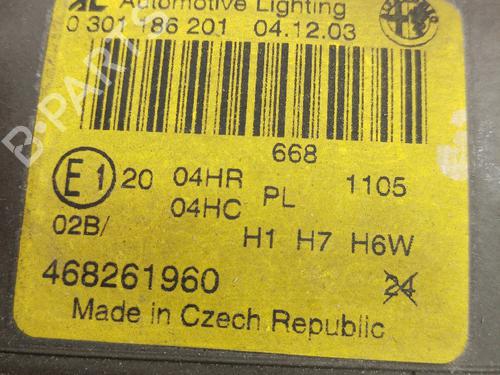 AL Automotive Lighting
0 301 186 201 04.12.03
668
E1 20 04HR PL 1105
04HC
02B/ H1 H7 H6W
468261960 24
Made in Czech Republic